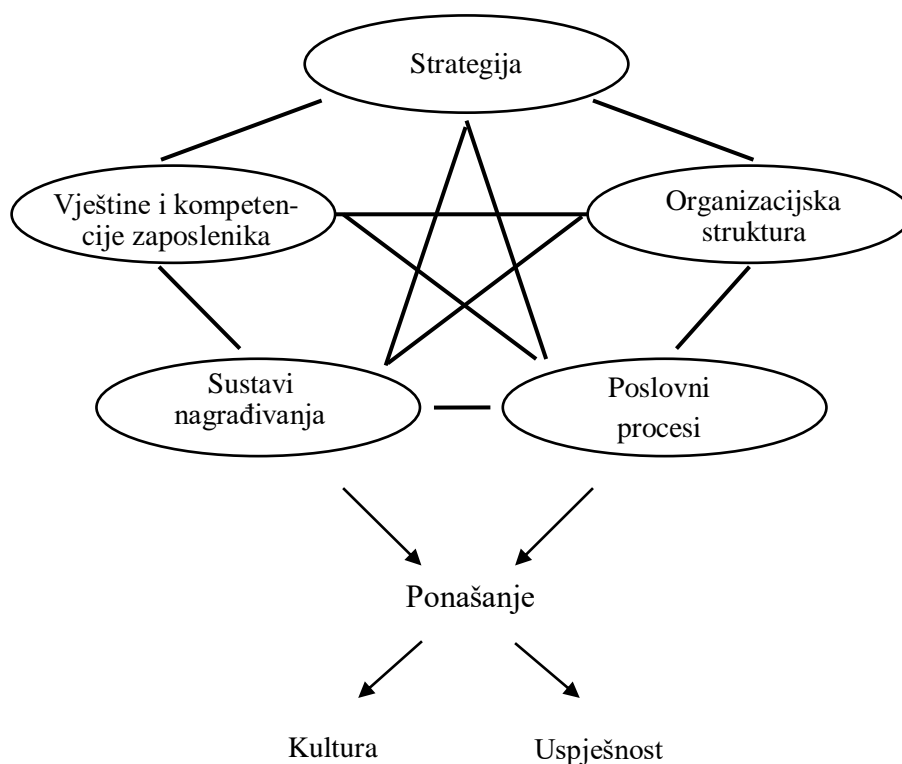 Strategija
Vještine i kompeten-
cije zaposlenika
Organizacijska
struktura
Sustavi
nagrađivanja
Poslovni
procesi
Ponašanje
Kultura
Uspješnost